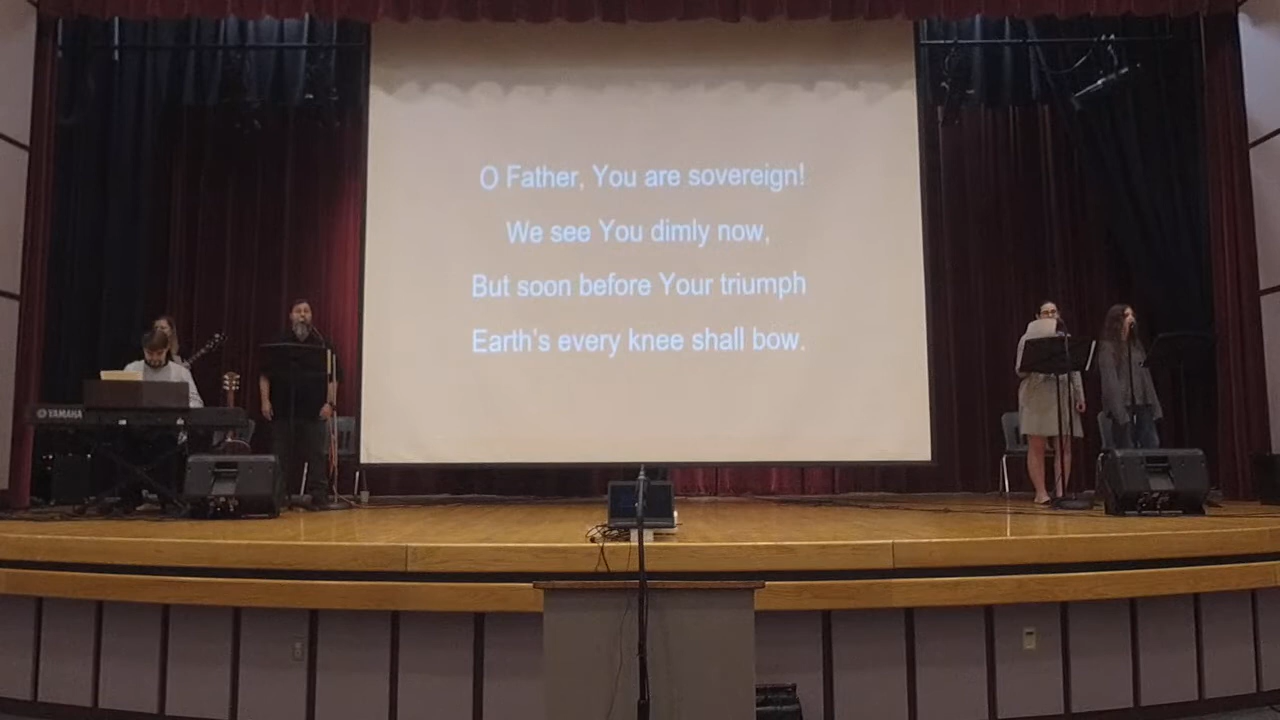 O Father, You are sovereign!
We see You dimly now,
But soon before Your triumph
Earth's every knee shall bow.
YAMAHA